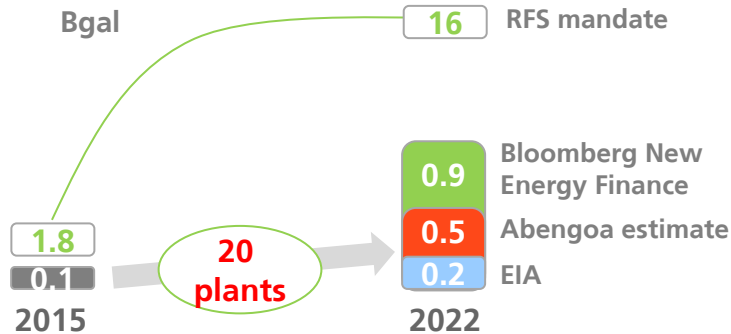 Bgal
16
RFS mandate
0.9
Bloomberg New
Energy Finance
1.8
20
plants
0.5
Abengoa estimate
0.1
0.2
EIA
2015
2022